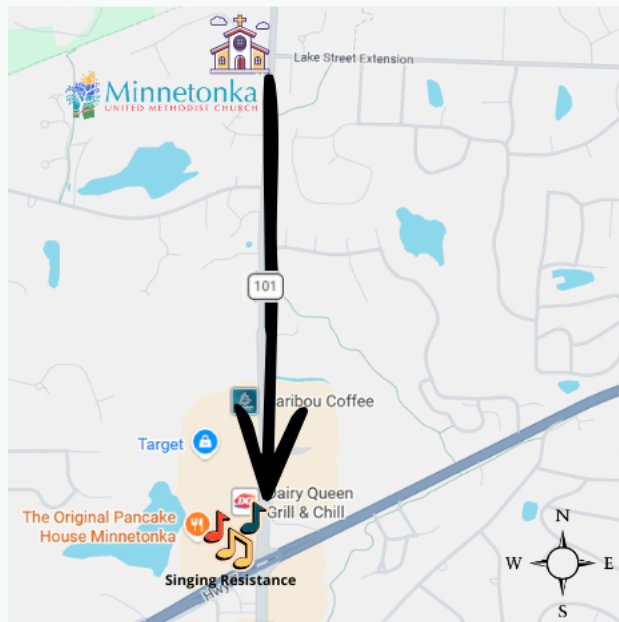 Lake Street Extension
Minnetonka
UNITED METHODIST CHURCH
101
Caribou Coffee
Target
DQ
Dairy Queen
Grill & Chill
The Original Pancake
House Minnetonka
Singing Resistance
Hwy
N
W E
S